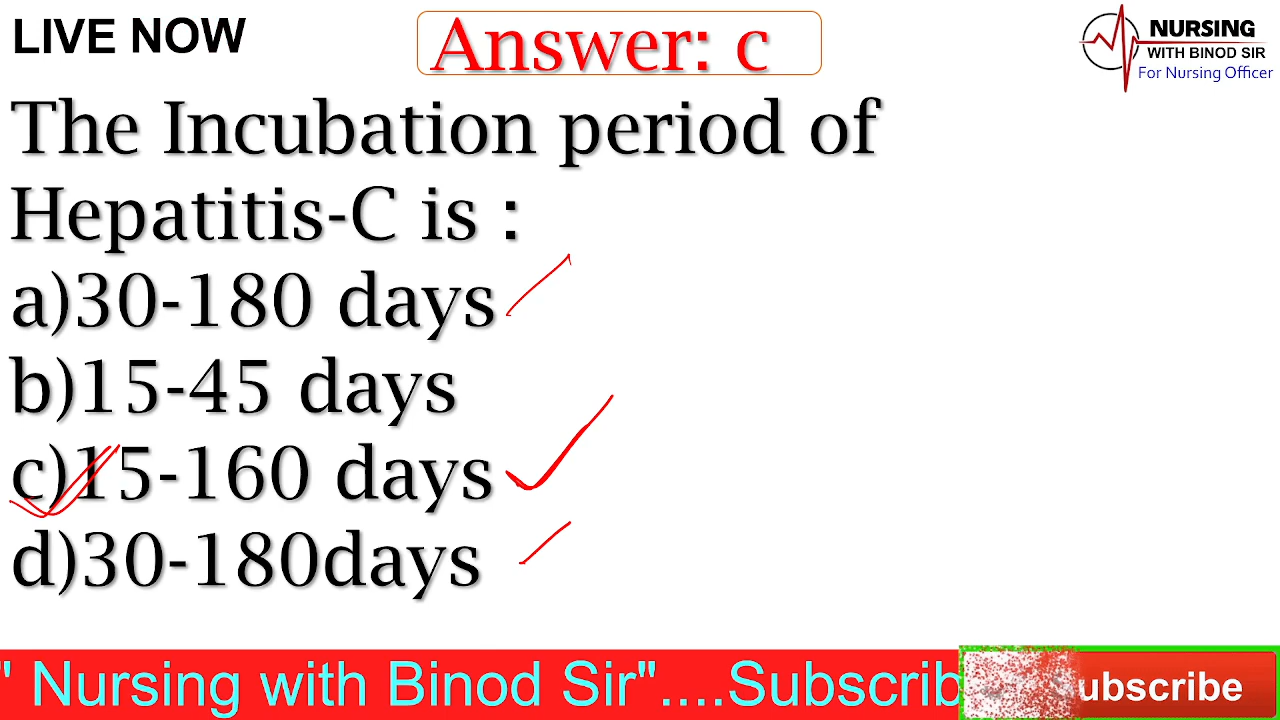 LIVE NOW
Answer: c
NURSING
WITH BINOD SIR
For Nursing Officer
The Incubation period of
Hepatitis-C is :
a)30-180 days
b)15-45 days
c)15-160 days
d)30-180days
" Nursing with Binod Sir"....Subscrib
ubscribe